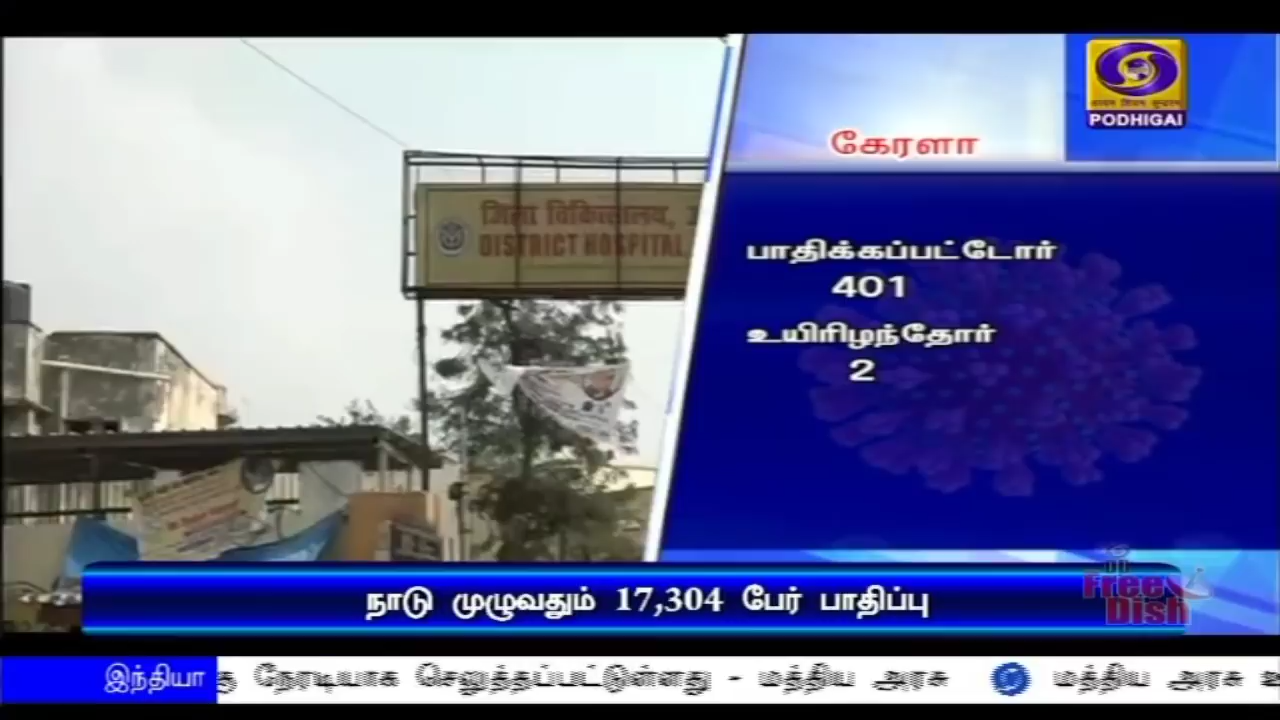 PODHIGAI
கேரளா
जिला चिकित्सालय,
DISTRICT HOSPITAL,
பாதிக்கப்பட்டோர்
401
உயிரிழந்தோர்
2
நாடு முழுவதும் 17,304 பேர் பாதிப்பு
Free Dish
இந்தியா
கு நேரடியாக செலுத்தப்பட்டுள்ளது - மத்திய அரசு மத்திய அரசு